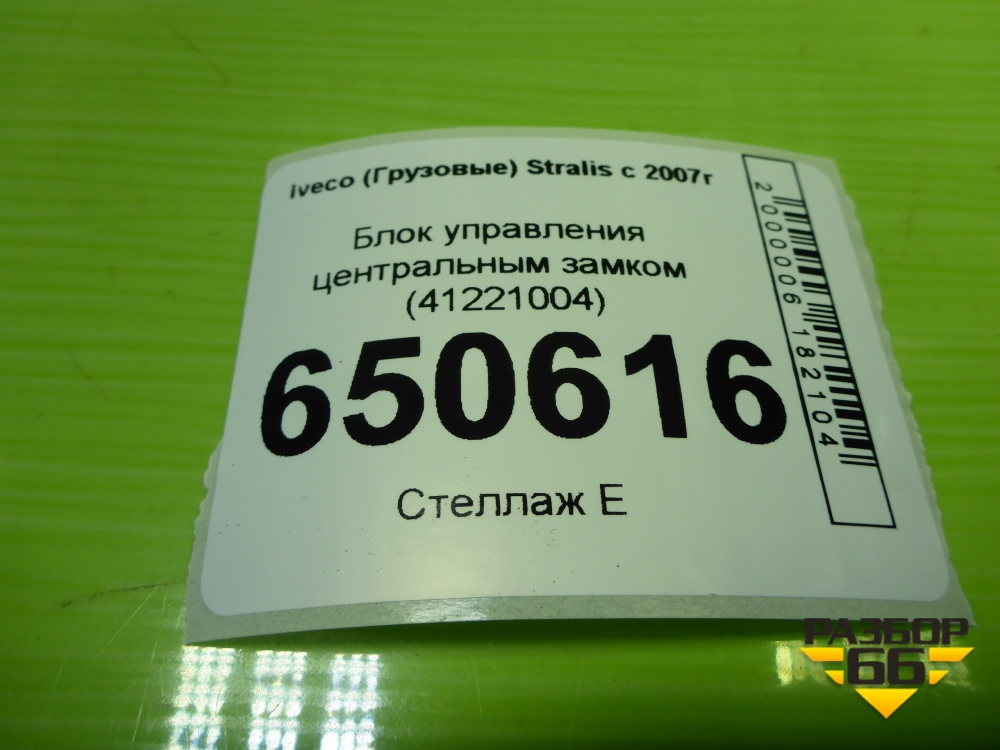 Iveco (Грузовые) Stralis с 2007г
Блок управления
центральным замком
(41221004)
650616
Стеллаж Е
2000006182104
РАЗБОР
66